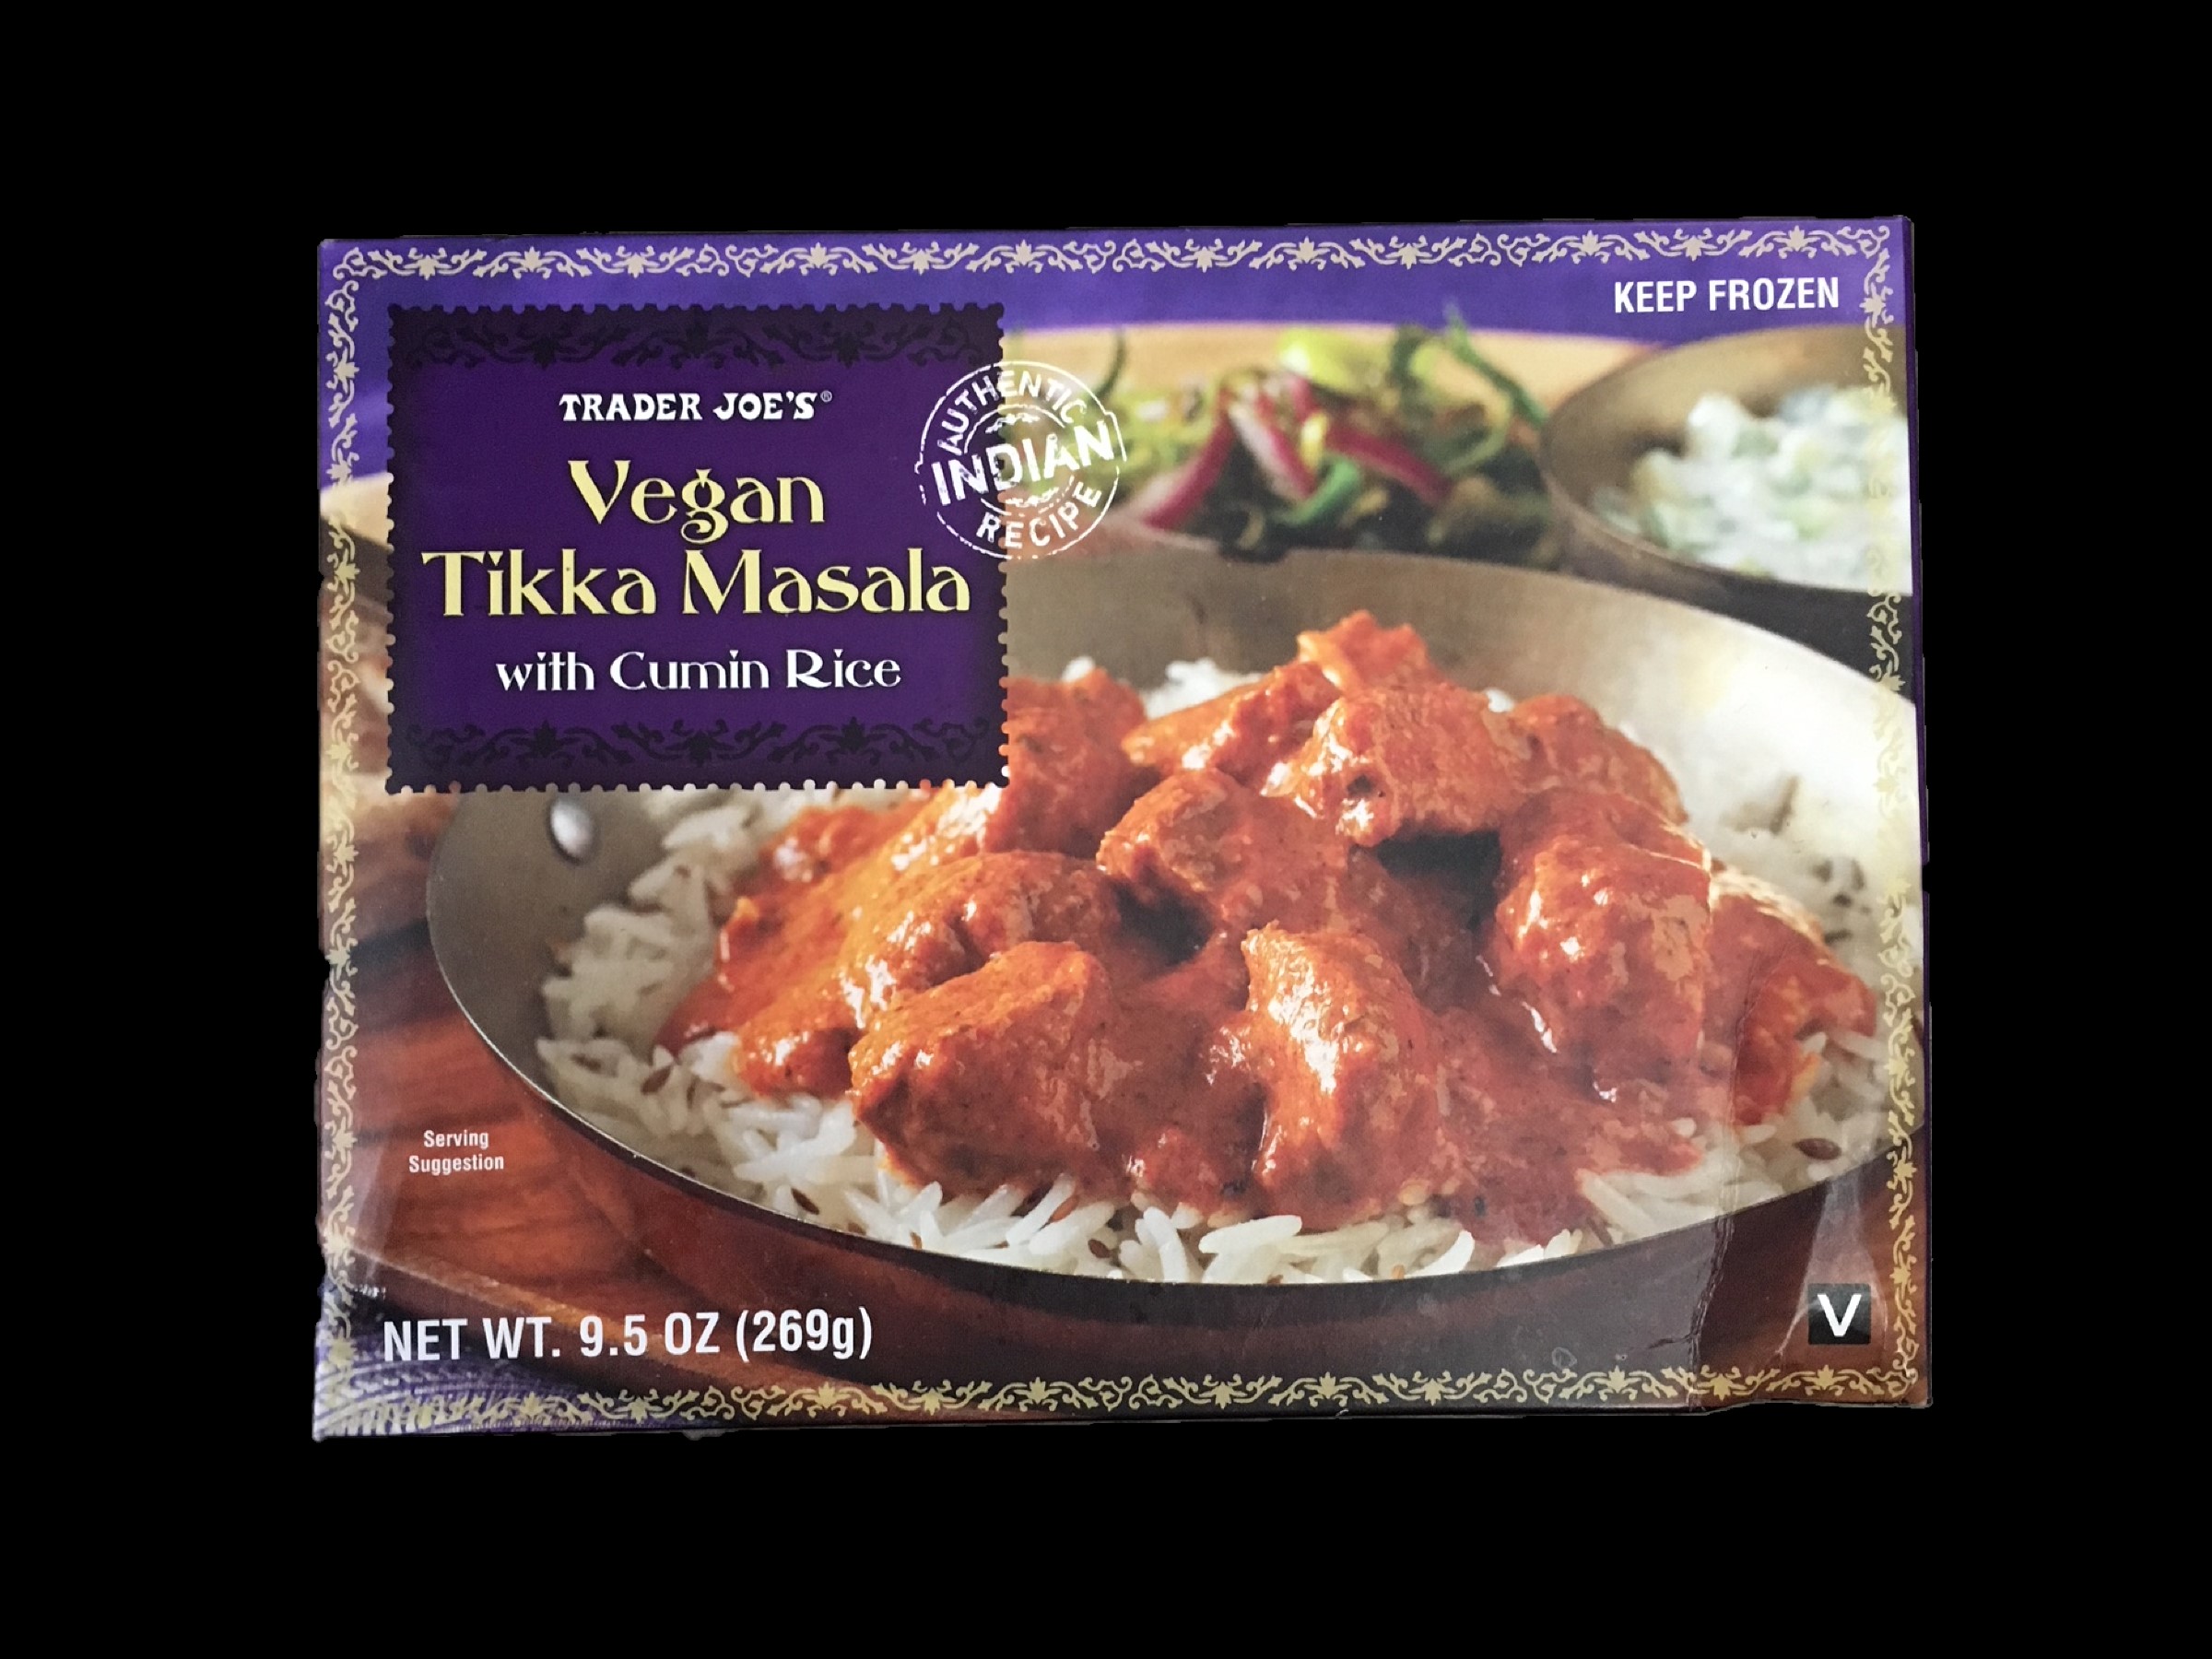 KEEP FROZEN
TRADER JOE'S®
Vegan
Tikka Masala
with Cumin Rice
AUTHENTIC
INDIAN
RECIPE
Serving
Suggestion
NET WT. 9.5 OZ (269g)
V